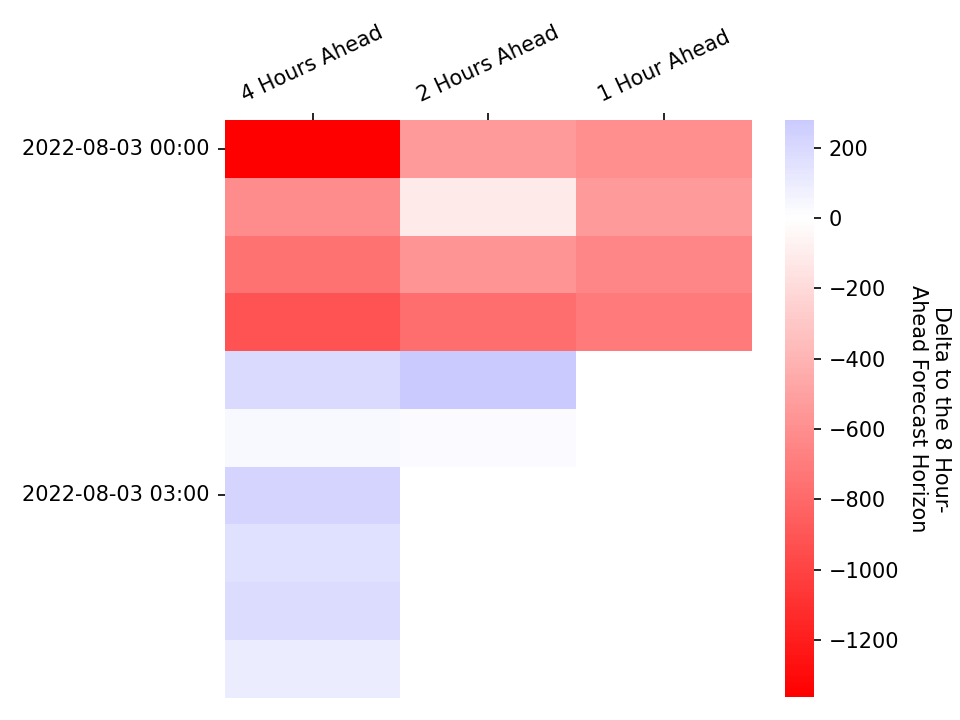 4 Hours Ahead
2 Hours Ahead
1 Hour Ahead
2022-08-03 00:00
2022-08-03 03:00
200
0
−200
−400
−600
−800
−1000
−1200
Delta to the 8 Hour-
Ahead Forecast Horizon